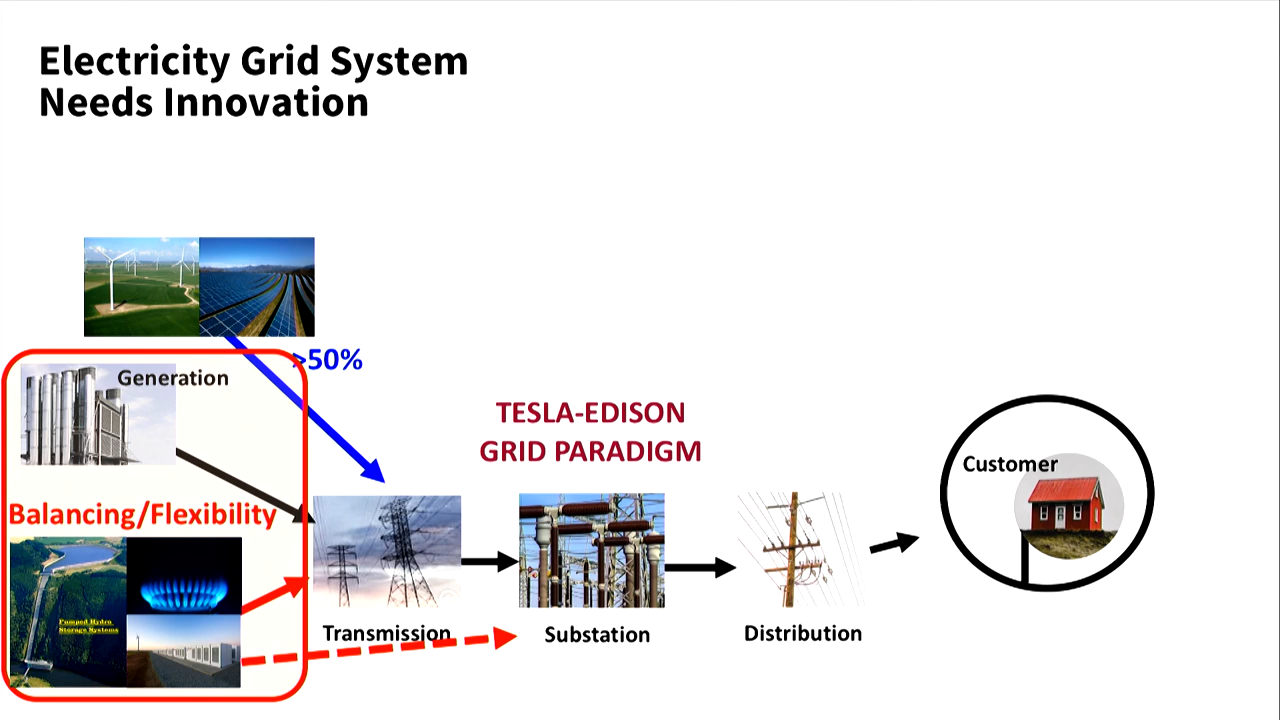 Electricity Grid System
Needs Innovation
>50%
Generation
TESLA-EDISON
GRID PARADIGM
Customer
Balancing/Flexibility
Pumped Hydro
Storage Systems
Transmission
Substation
Distribution